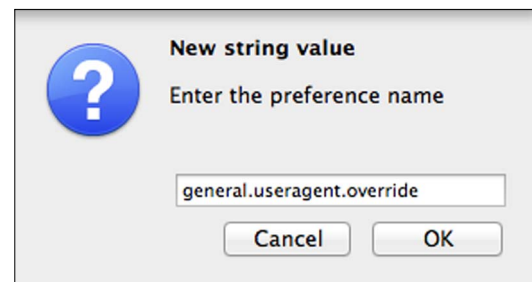 New string value
Enter the preference name
general.useragent.override
Cancel
OK